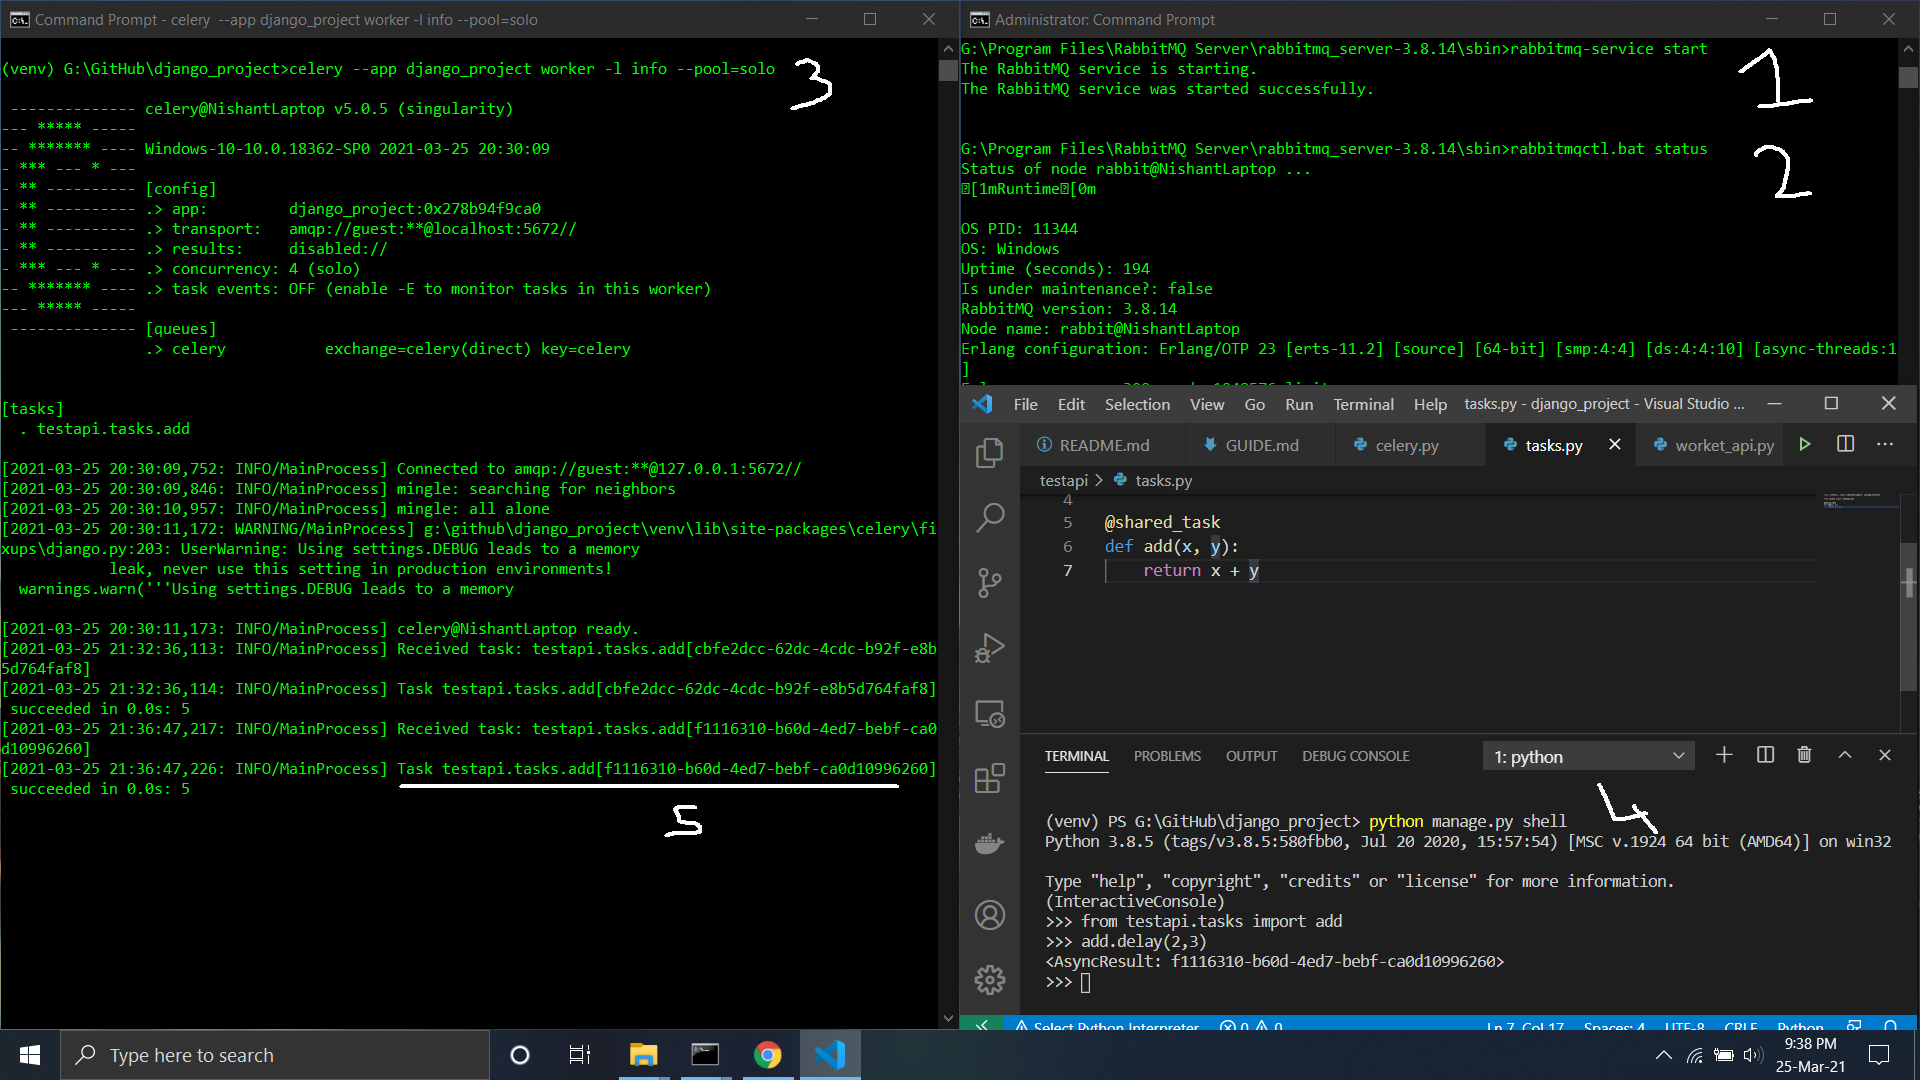 Command Prompt - celery  --app django_project worker -l info --pool=solo
(venv) G:\GitHub\django_project>celery --app django_project worker -l info --pool=solo
3
 -------------- celery@NishantLaptop v5.0.5 (singularity)
--- ***** -----
-- ******* ---- Windows-10-10.0.18362-SP0 2021-03-25 20:30:09
- *** --- * ---
- ** ---------- [config]
- ** ---------- .> app:         django_project:0x278b94f9ca0
- ** ---------- .> transport:   amqp://guest:**@localhost:5672//
- ** ---------- .> results:     disabled://
- *** --- * --- .> concurrency: 4 (solo)
-- ******* ---- .> task events: OFF (enable -E to monitor tasks in this worker)
--- ***** -----
 -------------- [queues]
                .> celery           exchange=celery(direct) key=celery
[tasks]
  . testapi.tasks.add
[2021-03-25 20:30:09,752: INFO/MainProcess] Connected to amqp://guest:**@127.0.0.1:5672//
[2021-03-25 20:30:09,846: INFO/MainProcess] mingle: searching for neighbors
[2021-03-25 20:30:10,957: INFO/MainProcess] mingle: all alone
[2021-03-25 20:30:11,172: WARNING/MainProcess] g:\github\django_project\venv\lib\site-packages\celery\fi
xups\django.py:203: UserWarning: Using settings.DEBUG leads to a memory
            leak, never use this setting in production environments!
  warnings.warn('''Using settings.DEBUG leads to a memory
[2021-03-25 20:30:11,173: INFO/MainProcess] celery@NishantLaptop ready.
[2021-03-25 21:32:36,113: INFO/MainProcess] Received task: testapi.tasks.add[cbfe2dcc-62dc-4cdc-b92f-e8b
5d764faf8]
[2021-03-25 21:32:36,114: INFO/MainProcess] Task testapi.tasks.add[cbfe2dcc-62dc-4cdc-b92f-e8b5d764faf8]
 succeeded in 0.0s: 5
[2021-03-25 21:36:47,217: INFO/MainProcess] Received task: testapi.tasks.add[f1116310-b60d-4ed7-bebf-ca0
d10996260]
[2021-03-25 21:36:47,226: INFO/MainProcess] Task testapi.tasks.add[f1116310-b60d-4ed7-bebf-ca0d10996260]
 succeeded in 0.0s: 5
5
Administrator: Command Prompt
G:\Program Files\RabbitMQ Server\rabbitmq_server-3.8.14\sbin>rabbitmq-service start
The RabbitMQ service is starting.
The RabbitMQ service was started successfully.
1
G:\Program Files\RabbitMQ Server\rabbitmq_server-3.8.14\sbin>rabbitmqctl.bat status
Status of node rabbit@NishantLaptop ...
[1mRuntime[0m
2
OS PID: 11344
OS: Windows
Uptime (seconds): 194
Is under maintenance?: false
RabbitMQ version: 3.8.14
Node name: rabbit@NishantLaptop
Erlang configuration: Erlang/OTP 23 [erts-11.2] [source] [64-bit] [smp:4:4] [ds:4:4:10] [async-threads:1
]
File Edit Selection View Go Run Terminal Help tasks.py - django_project - Visual Studio ...
README.md GUIDE.md celery.py tasks.py worket_api.py
testapi > tasks.py
4
5 @shared_task
6 def add(x, y):
7     return x + y
TERMINAL PROBLEMS OUTPUT DEBUG CONSOLE 1: python
4
(venv) PS G:\GitHub\django_project> python manage.py shell
Python 3.8.5 (tags/v3.8.5:580fbb0, Jul 20 2020, 15:57:54) [MSC v.1924 64 bit (AMD64)] on win32
Type "help", "copyright", "credits" or "license" for more information.
(InteractiveConsole)
>>> from testapi.tasks import add
>>> add.delay(2,3)
<AsyncResult: f1116310-b60d-4ed7-bebf-ca0d10996260>
>>>
Select Python Interpreter 0 0 Ln 7, Col 17 Spaces: 4 UTF-8 CRLF Python
Type here to search
9:38 PM
25-Mar-21